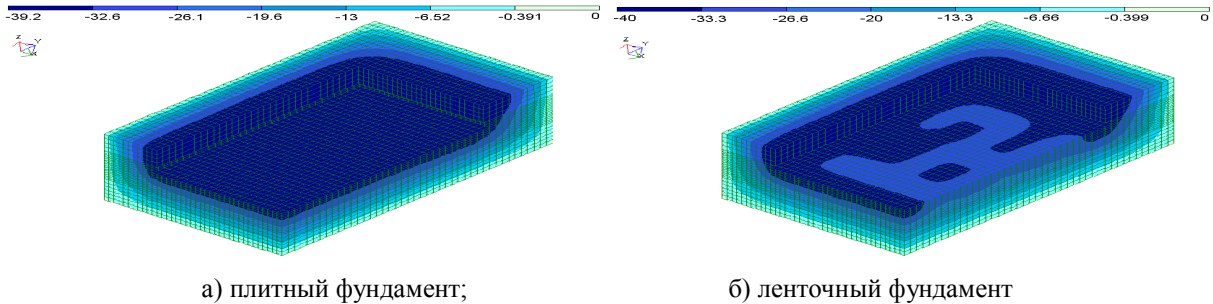 -39.2 -32.6 -26.1 -19.6 -13 -6.52 -0.391 0
-40 -33.3 -26.6 -20 -13.3 -6.66 -0.399 0
Z Y X
Z Y X
а) плитный фундамент;
б) ленточный фундамент